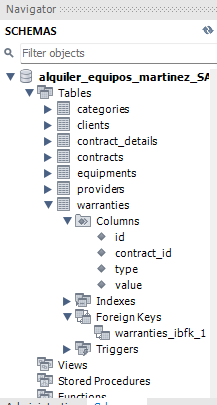 Navigator
SCHEMAS
Filter objects
alquiler_equipos_martinez_SA
Tables
categories
clients
contract_details
contracts
equipments
providers
warranties
Columns
id
contract_id
type
value
Indexes
Foreign Keys
warranties_ibfk_1
Triggers
Views
Stored Procedures
Functions